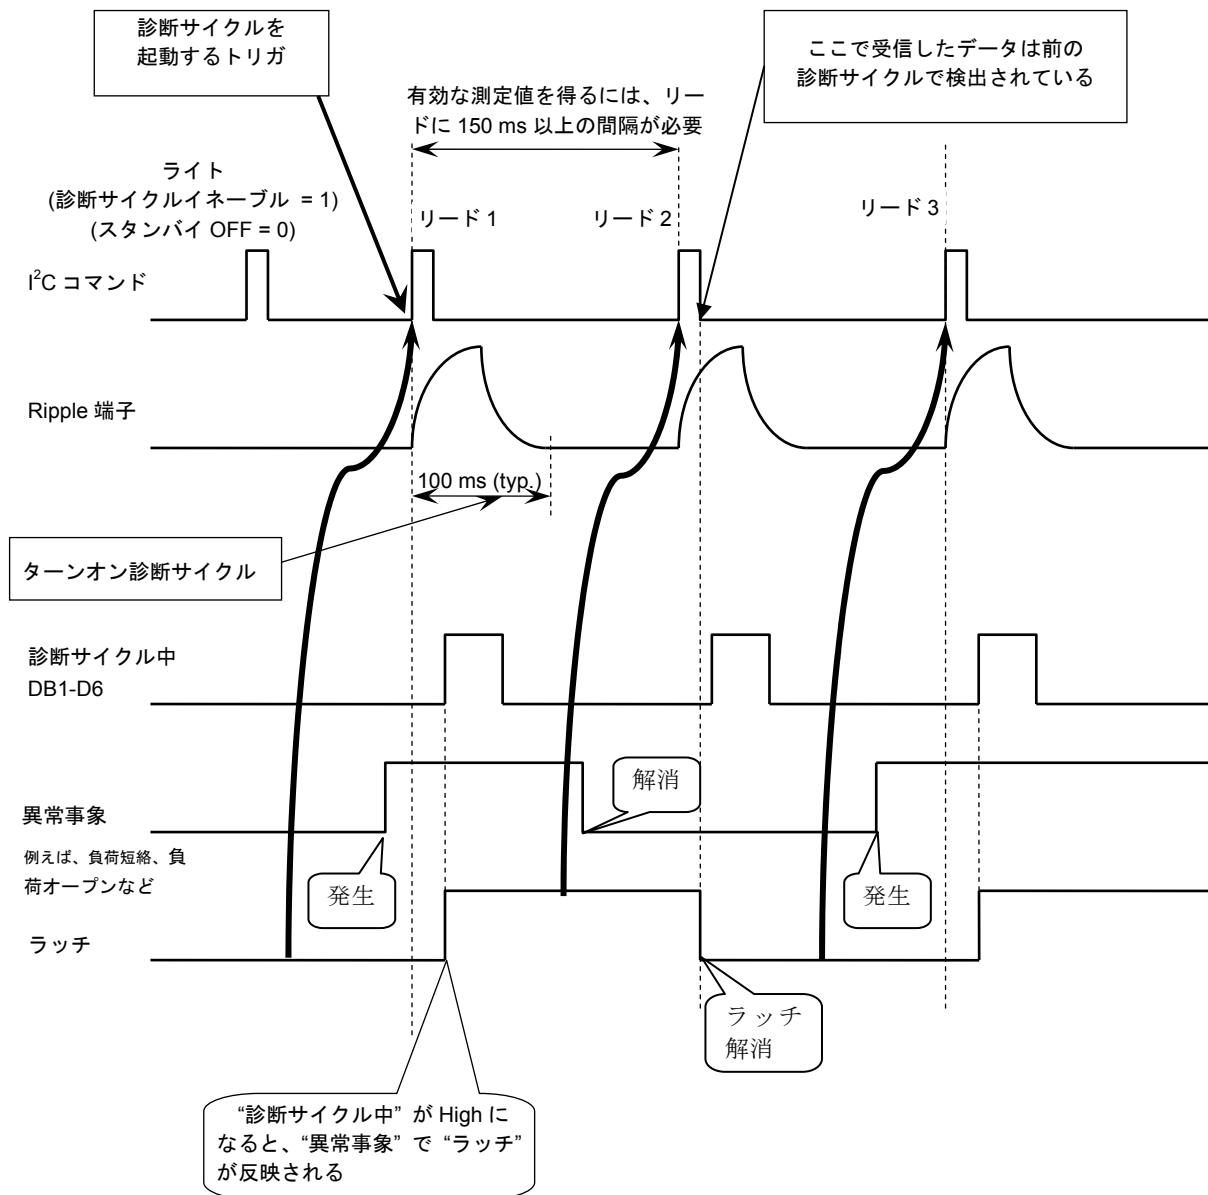 診断サイクルを
起動するトリガ
ここで受信したデータは前の
診断サイクルで検出されている
有効な測定値を得るには、リー
ドに 150 ms 以上の間隔が必要
ライト
(診断サイクルイネーブル = 1)
(スタンバイ OFF = 0)
リード 1
リード 2
リード 3
I²C コマンド
Ripple 端子
100 ms (typ.)
ターンオン診断サイクル
診断サイクル中
DB1-D6
解消
異常事象
例えば、負荷短絡、負
荷オープンなど
発生
発生
ラッチ
ラッチ
解消
“診断サイクル中” が High に
なると、“異常事象” で “ラッチ”
が反映される